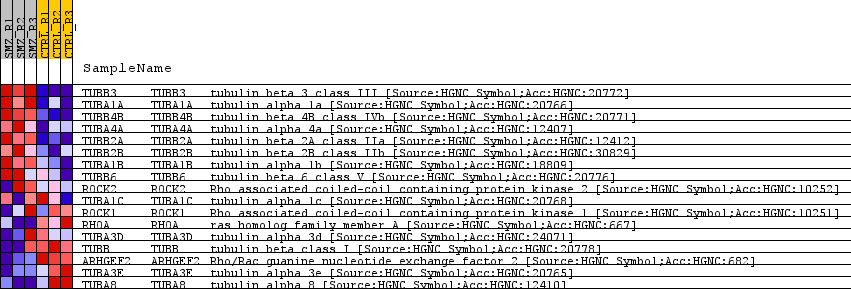 SMZ_R1
SMZ_R2
SMZ_R3
CTRL_R1
CTRL_R2
CTRL_R3
SampleName
TUBB3 TUBB3 tubulin beta 3 class III [Source:HGNC Symbol;Acc:HGNC:20772]
TUBA1A TUBA1A tubulin alpha 1a [Source:HGNC Symbol;Acc:HGNC:20766]
TUBB4B TUBB4B tubulin beta 4B class IVb [Source:HGNC Symbol;Acc:HGNC:20771]
TUBA4A TUBA4A tubulin alpha 4a [Source:HGNC Symbol;Acc:HGNC:12407]
TUBB2A TUBB2A tubulin beta 2A class IIa [Source:HGNC Symbol;Acc:HGNC:12412]
TUBB2B TUBB2B tubulin beta 2B class IIb [Source:HGNC Symbol;Acc:HGNC:30829]
TUBA1B TUBA1B tubulin alpha 1b [Source:HGNC Symbol;Acc:HGNC:18809]
TUBB6 TUBB6 tubulin beta 6 class V [Source:HGNC Symbol;Acc:HGNC:20776]
ROCK2 ROCK2 Rho associated coiled-coil containing protein kinase 2 [Source:HGNC Symbol;Acc:HGNC:10252]
TUBA1C TUBA1C tubulin alpha 1c [Source:HGNC Symbol;Acc:HGNC:20768]
ROCK1 ROCK1 Rho associated coiled-coil containing protein kinase 1 [Source:HGNC Symbol;Acc:HGNC:10251]
RHOA RHOA ras homolog family member A [Source:HGNC Symbol;Acc:HGNC:667]
TUBA3D TUBA3D tubulin alpha 3d [Source:HGNC Symbol;Acc:HGNC:24071]
TUBB TUBB tubulin beta class I [Source:HGNC Symbol;Acc:HGNC:20778]
ARHGEF2 ARHGEF2 Rho/Rac guanine nucleotide exchange factor 2 [Source:HGNC Symbol;Acc:HGNC:682]
TUBA3E TUBA3E tubulin alpha 3e [Source:HGNC Symbol;Acc:HGNC:20765]
TUBA8 TUBA8 tubulin alpha 8 [Source:HGNC Symbol;Acc:HGNC:12410]